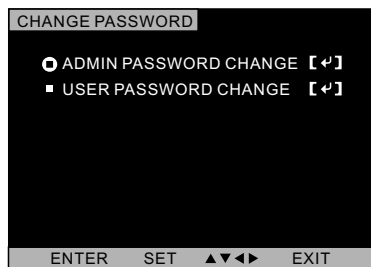 CHANGE PASSWORD
ADMIN PASSWORD CHANGE [↵]
USER PASSWORD CHANGE [↵]
ENTER SET ▲▼◀▶ EXIT